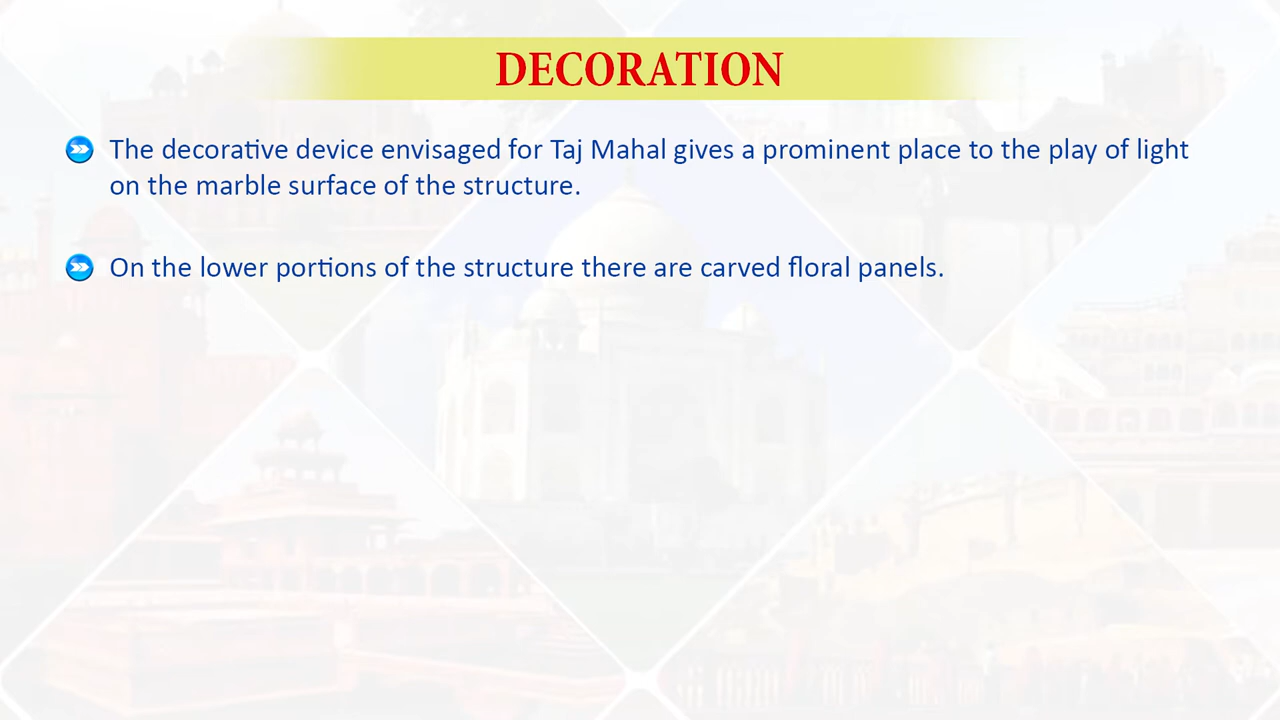 DECORATION
The decorative device envisaged for Taj Mahal gives a prominent place to the play of light
on the marble surface of the structure.
On the lower portions of the structure there are carved floral panels.